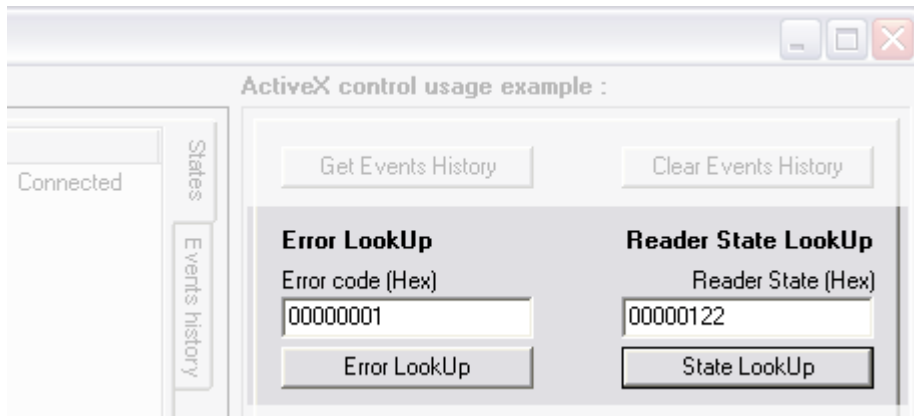 ActiveX control usage example :
States
Connected
Events history
Get Events History
Clear Events History
Error LookUp
Reader State LookUp
Error code (Hex)
Reader State (Hex)
00000001
00000122
Error LookUp
State LookUp